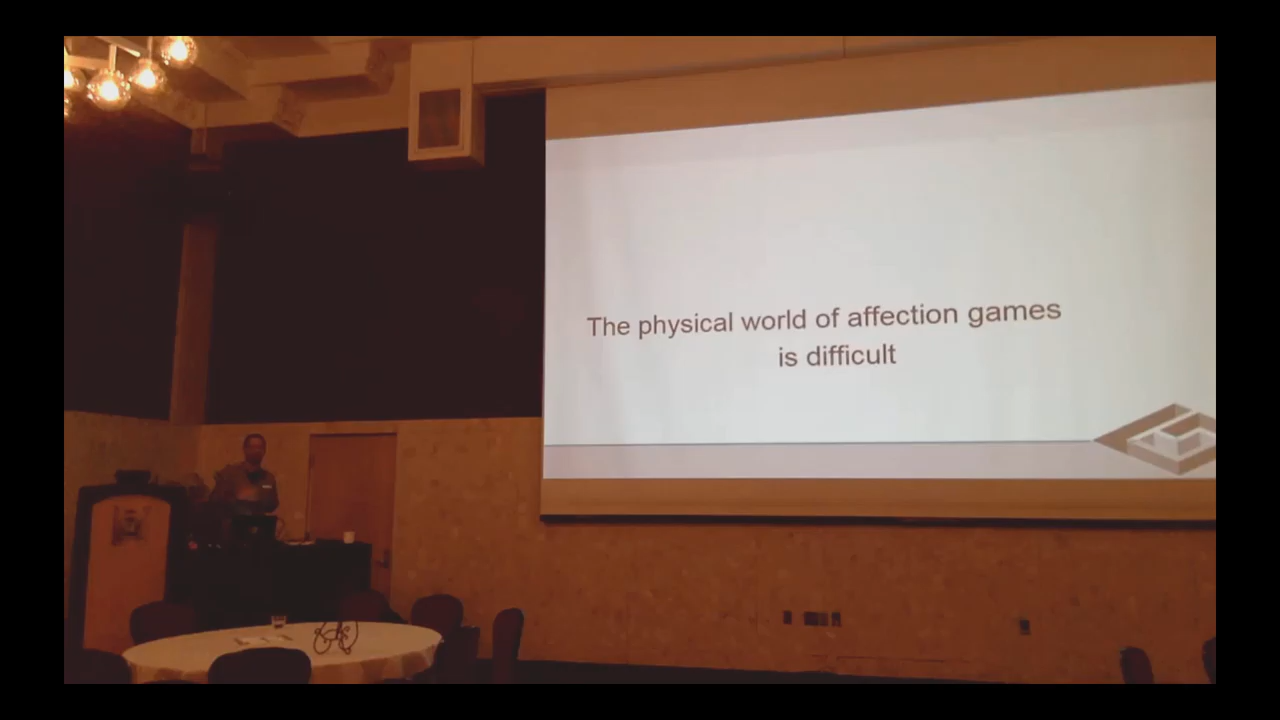 The physical world of affection games
is difficult